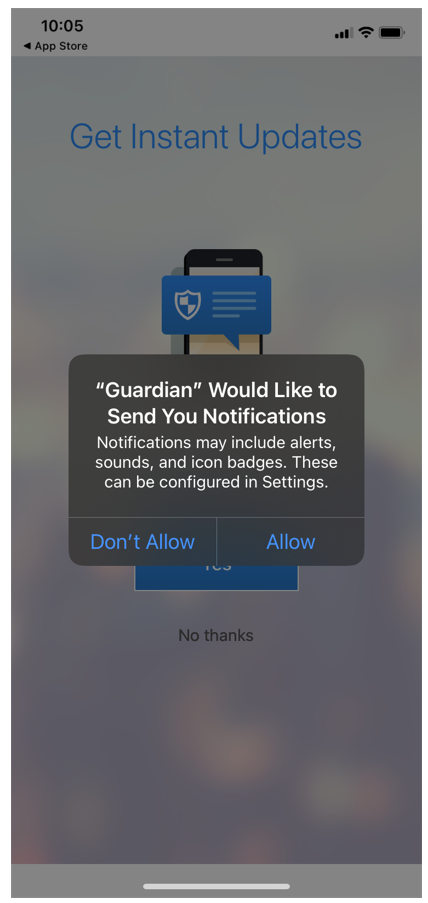 10:05
◀ App Store
Get Instant Updates
“Guardian” Would Like to
Send You Notifications
Notifications may include alerts,
sounds, and icon badges. These
can be configured in Settings.
Don’t Allow
Allow
Yes
No thanks